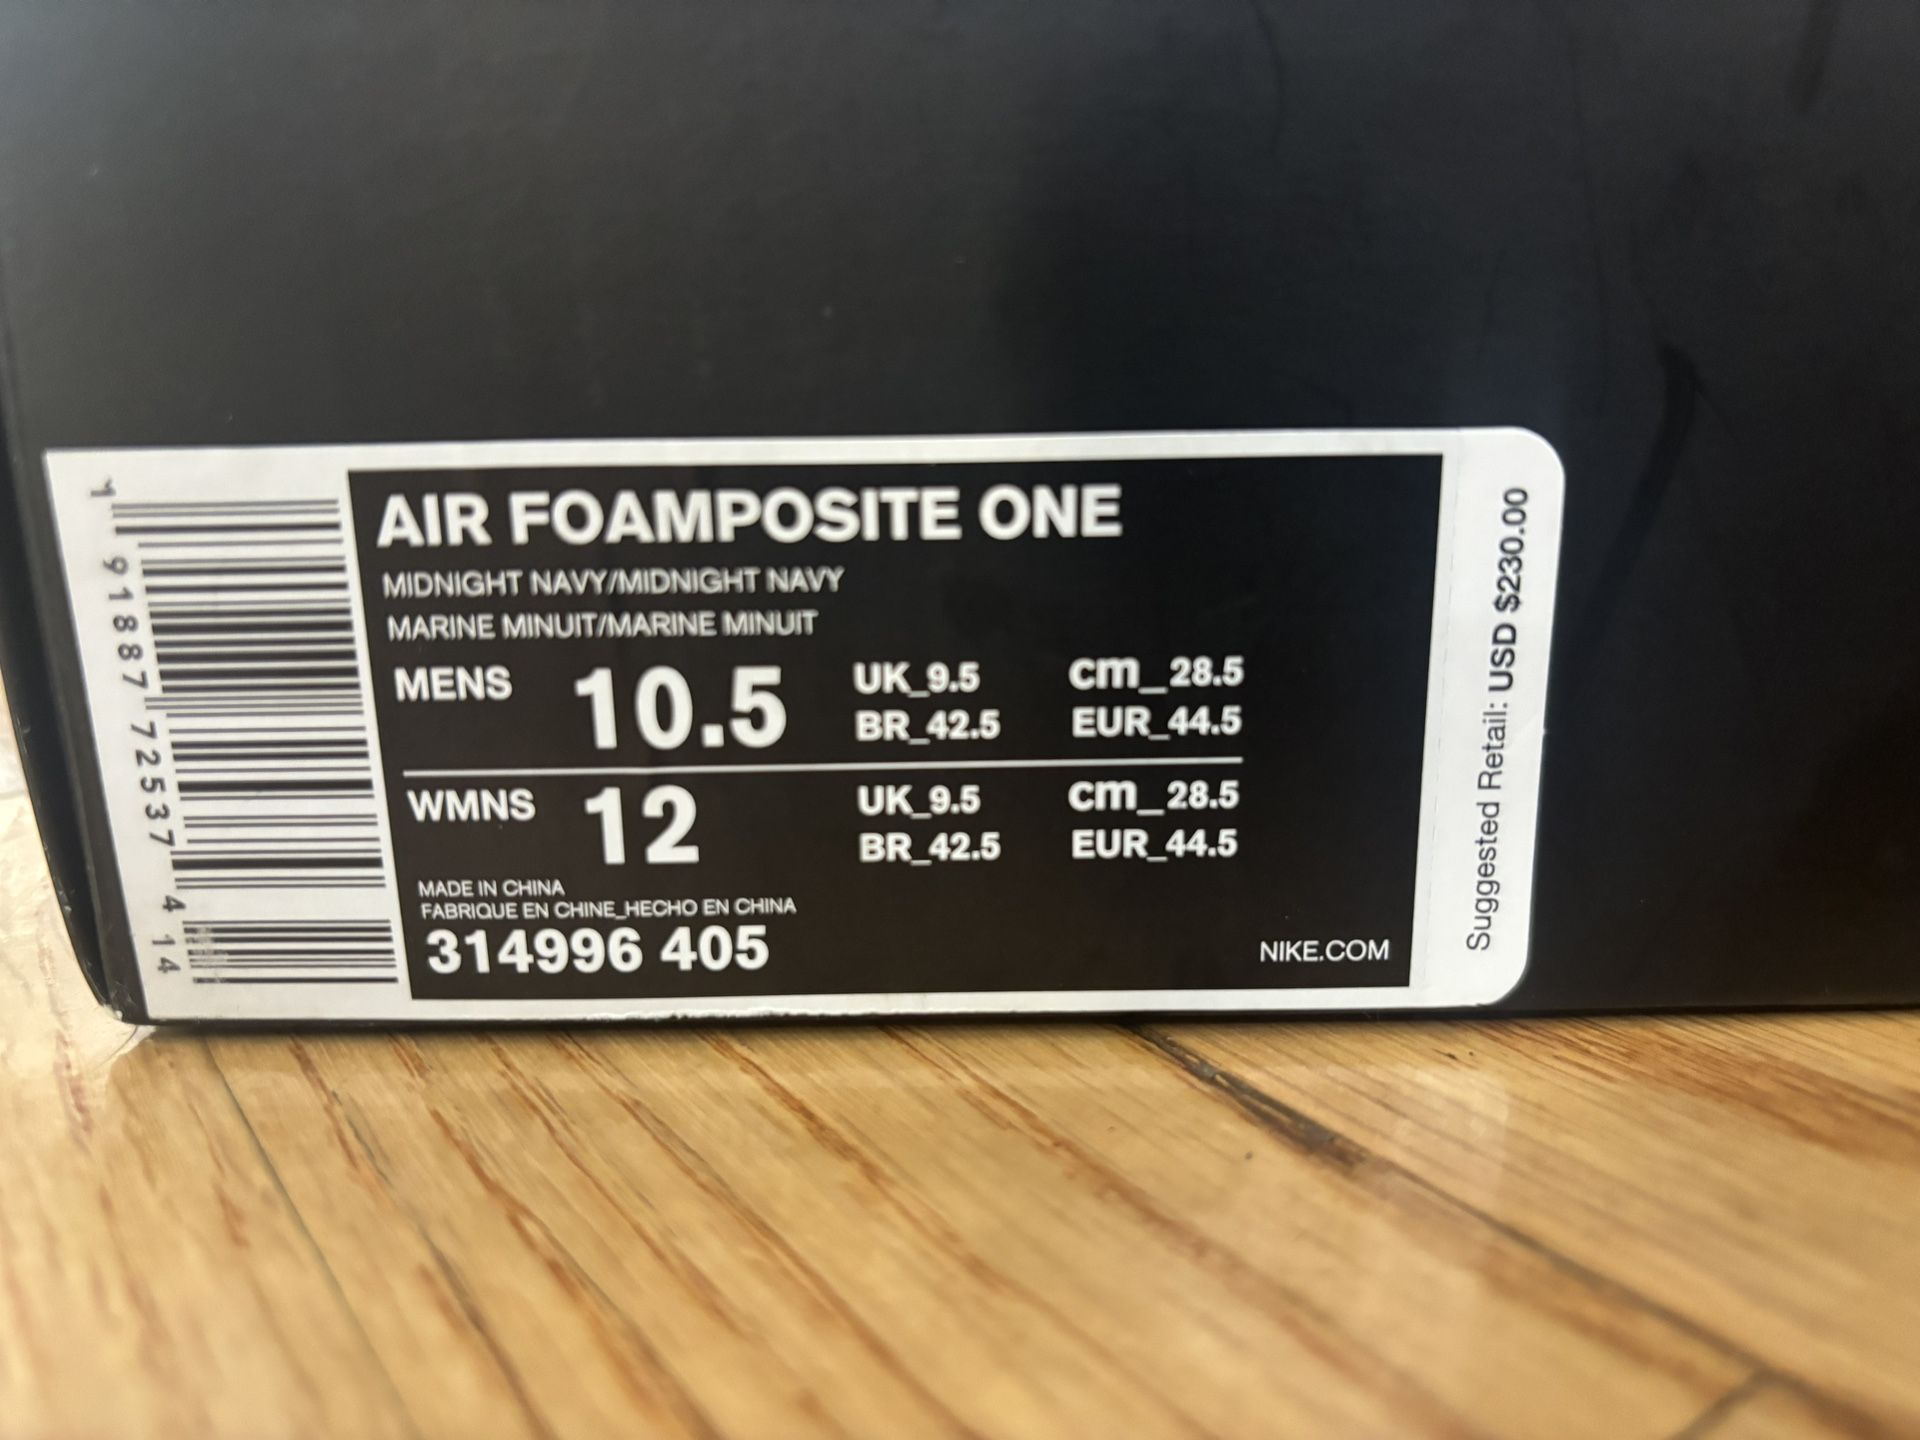 AIR FOAMPOSITE ONE
MIDNIGHT NAVY/MIDNIGHT NAVY
MARINE MINUIT/MARINE MINUIT
MENS 10.5 UK_9.5 cm_28.5
BR_42.5 EUR_44.5
WMNS 12 UK_9.5 cm_28.5
BR_42.5 EUR_44.5
MADE IN CHINA
FABRIQUE EN CHINE_HECHO EN CHINA
314996 405
NIKE.COM
1 91887 72537 4 14
Suggested Retail: USD $230.00